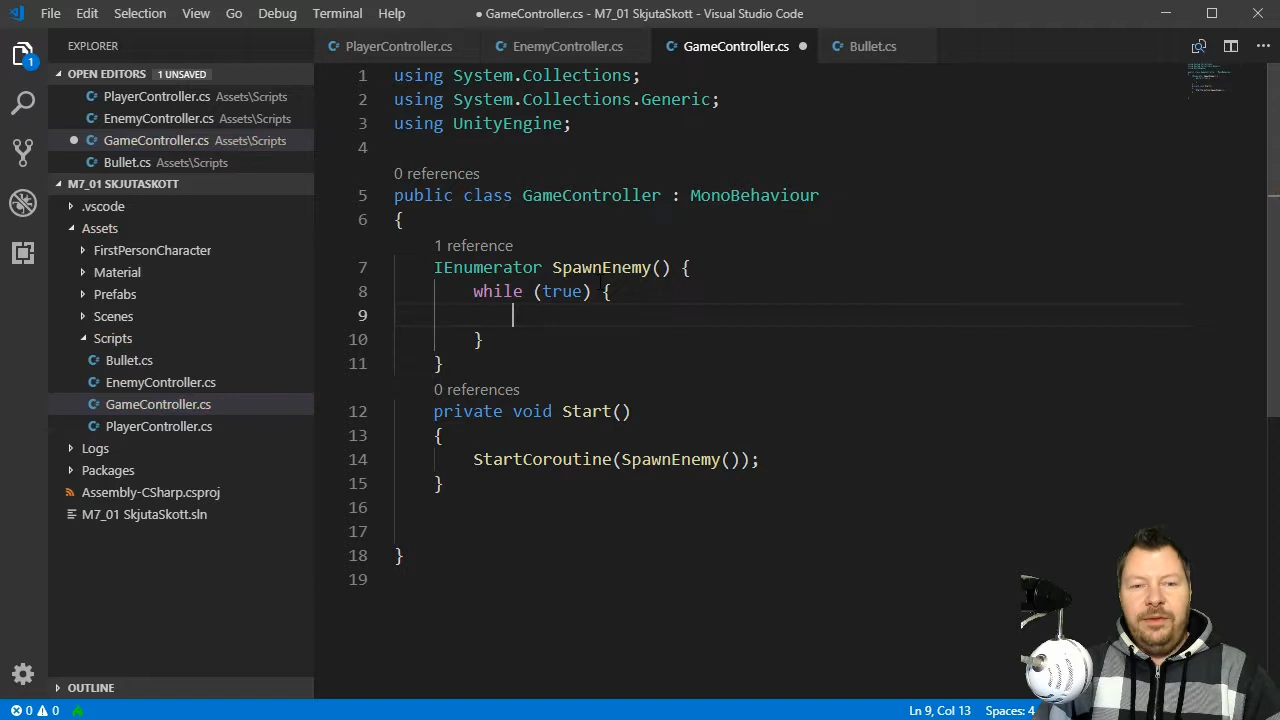 File Edit Selection View Go Debug Terminal Help
● GameController.cs - M7_01 SkjutaSkott - Visual Studio Code
EXPLORER
OPEN EDITORS 1 UNSAVED
PlayerController.cs Assets\Scripts
EnemyController.cs Assets\Scripts
GameController.cs Assets\Scripts
Bullet.cs Assets\Scripts
M7_01 SKJUTASKOTT
.vscode
Assets
FirstPersonCharacter
Material
Prefabs
Scenes
Scripts
Bullet.cs
EnemyController.cs
GameController.cs
PlayerController.cs
Logs
Packages
Assembly-CSharp.csproj
M7_01 SkjutaSkott.sln
OUTLINE
1
PlayerController.cs EnemyController.cs GameController.cs Bullet.cs
1 using System.Collections;
2 using System.Collections.Generic;
3 using UnityEngine;
4
0 references
5 public class GameController : MonoBehaviour
6 {
1 reference
7 IEnumerator SpawnEnemy() {
8 while (true) {
9
10 }
11 }
0 references
12 private void Start()
13 {
14 StartCoroutine(SpawnEnemy());
15 }
16
17
18 }
19
0 0 Ln 9, Col 13 Spaces: 4